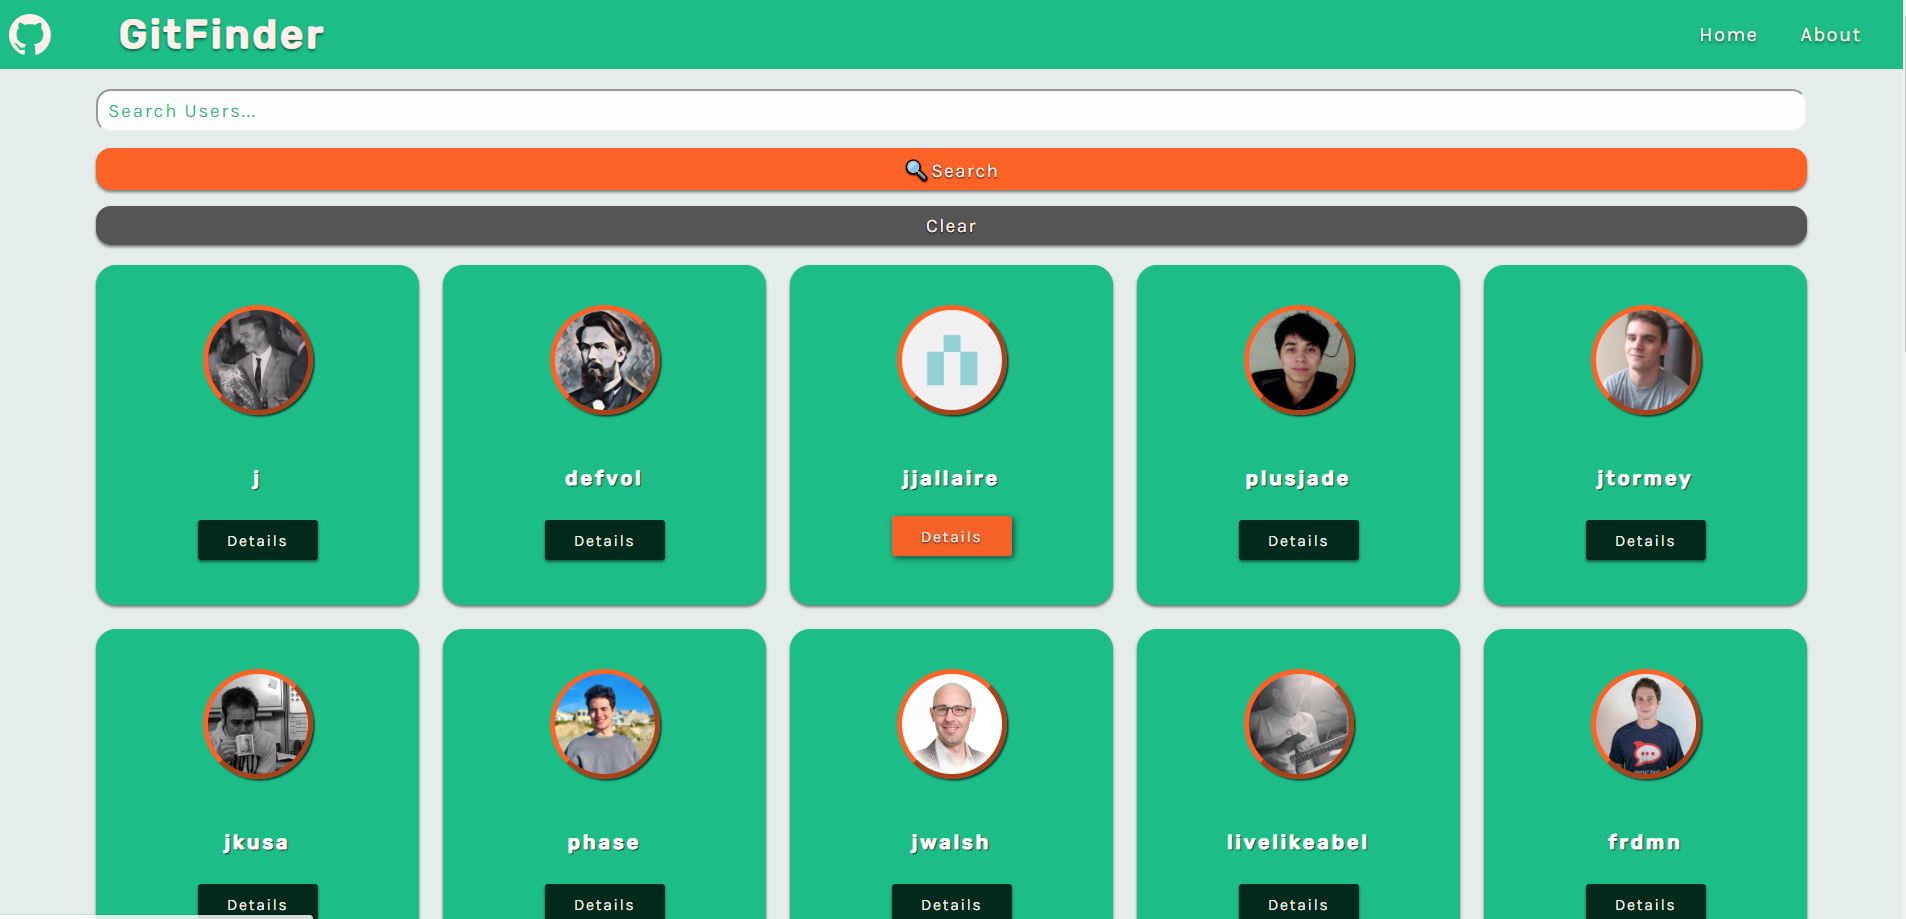 GitFinder
Home About
Search Users...
🔍Search
Clear
j defvol jjallaire plusjade jtormey
Details Details Details Details Details
jkusa phase jwalsh livelikeabel frdmn
Details Details Details Details Details